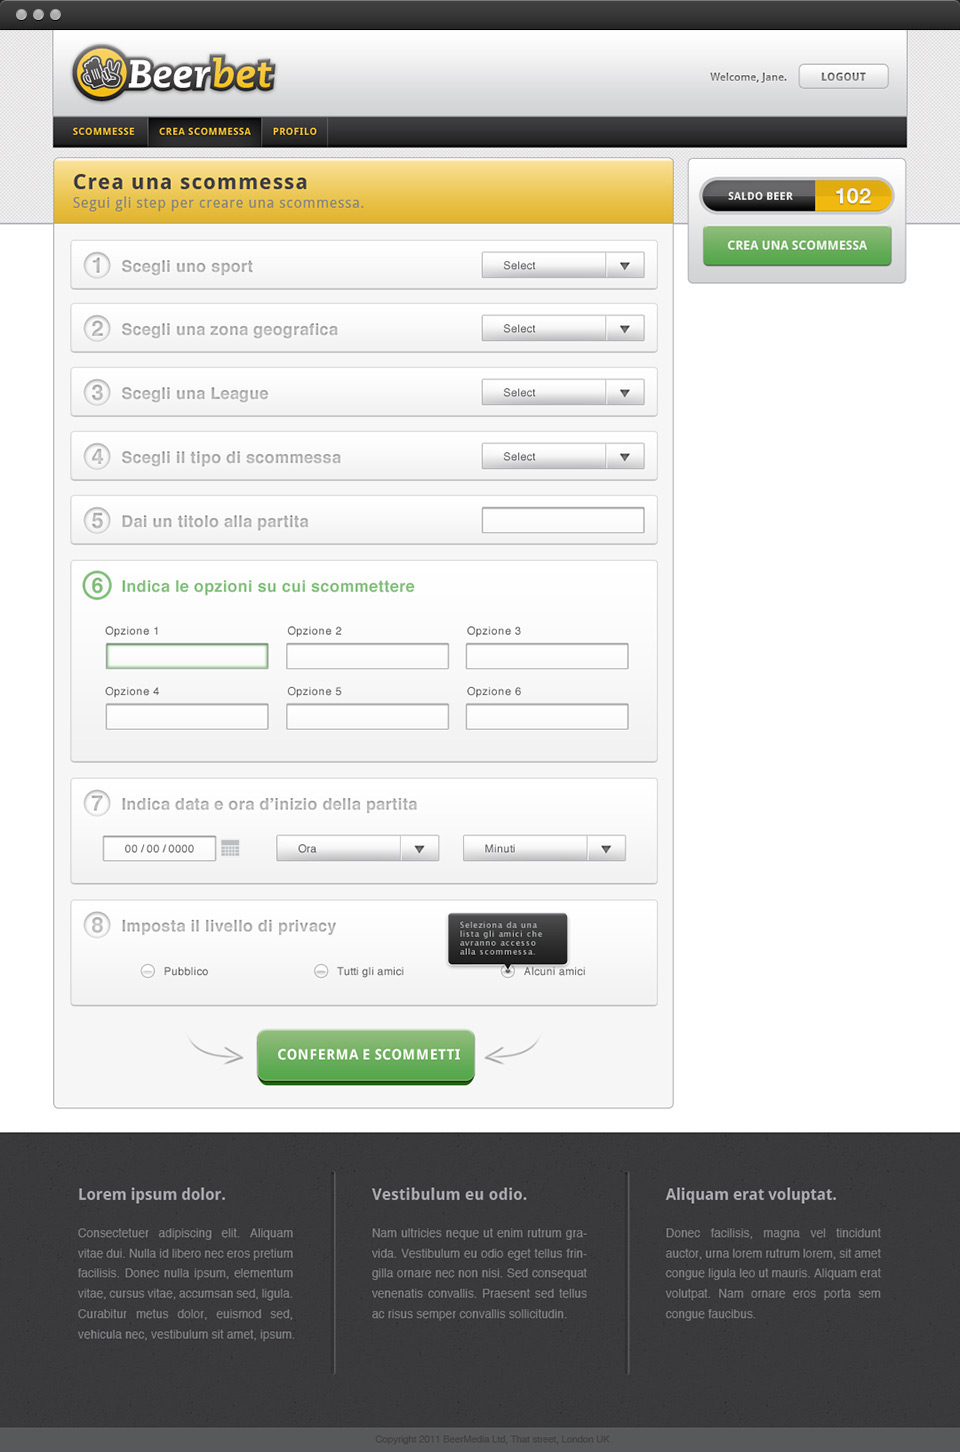 Beerbet
Welcome, Jane.
LOGOUT
SCOMMESSE
CREA SCOMMESSA
PROFILO
Crea una scommessa
Segui gli step per creare una scommessa.
SALDO BEER
102
CREA UNA SCOMMESSA
1 Scegli uno sport
Select
2 Scegli una zona geografica
Select
3 Scegli una League
Select
4 Scegli il tipo di scommessa
Select
5 Dai un titolo alla partita
6 Indica le opzioni su cui scommettere
Opzione 1
Opzione 2
Opzione 3
Opzione 4
Opzione 5
Opzione 6
7 Indica data e ora d'inizio della partita
00 / 00 / 0000
Ora
Minuti
8 Imposta il livello di privacy
Seleziona da una
lista gli amici che
avranno accesso
alla scommessa.
Pubblico
Tutti gli amici
Alcuni amici
CONFERMA E SCOMMETTI
Lorem ipsum dolor.
Consectetuer adipiscing elit. Aliquam
vitae dui. Nulla id libero nec eros pretium
facilisis. Donec nulla ipsum, elementum
vitae, cursus vitae, accumsan sed, ligula.
Curabitur metus dolor, euismod sed,
vehicula nec, vestibulum sit amet, ipsum.
Vestibulum eu odio.
Nam ultricies neque ut enim rutrum gra-
vida. Vestibulum eu odio eget tellus frin-
gilla ornare nec non nisi. Sed consequat
venenatis convallis. Praesent sed tellus
ac risus semper convallis sollicitudin.
Aliquam erat voluptat.
Donec facilisis, magna vel tincidunt
auctor, urna lorem rutrum lorem, sit amet
congue ligula leo ut mauris. Aliquam erat
volutpat. Nam ornare eros porta sem
congue faucibus.
Copyright 2011 BeerMedia Ltd, That street, London UK